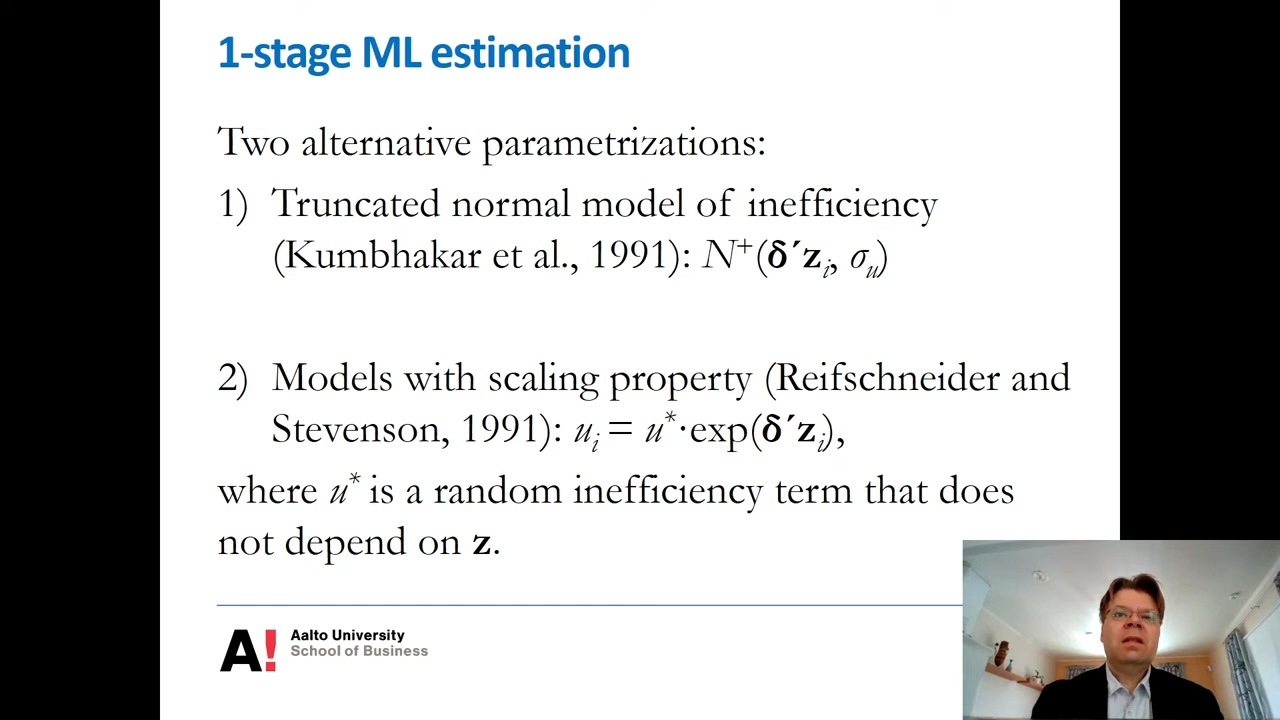 1-stage ML estimation
Two alternative parametrizations:
1) Truncated normal model of inefficiency
(Kumbhakar et al., 1991): N⁺(δ´zᵢ, σᵤ)
2) Models with scaling property (Reifschneider and
Stevenson, 1991): uᵢ = u*·exp(δ´zᵢ),
where u* is a random inefficiency term that does
not depend on z.
A!
Aalto University
School of Business